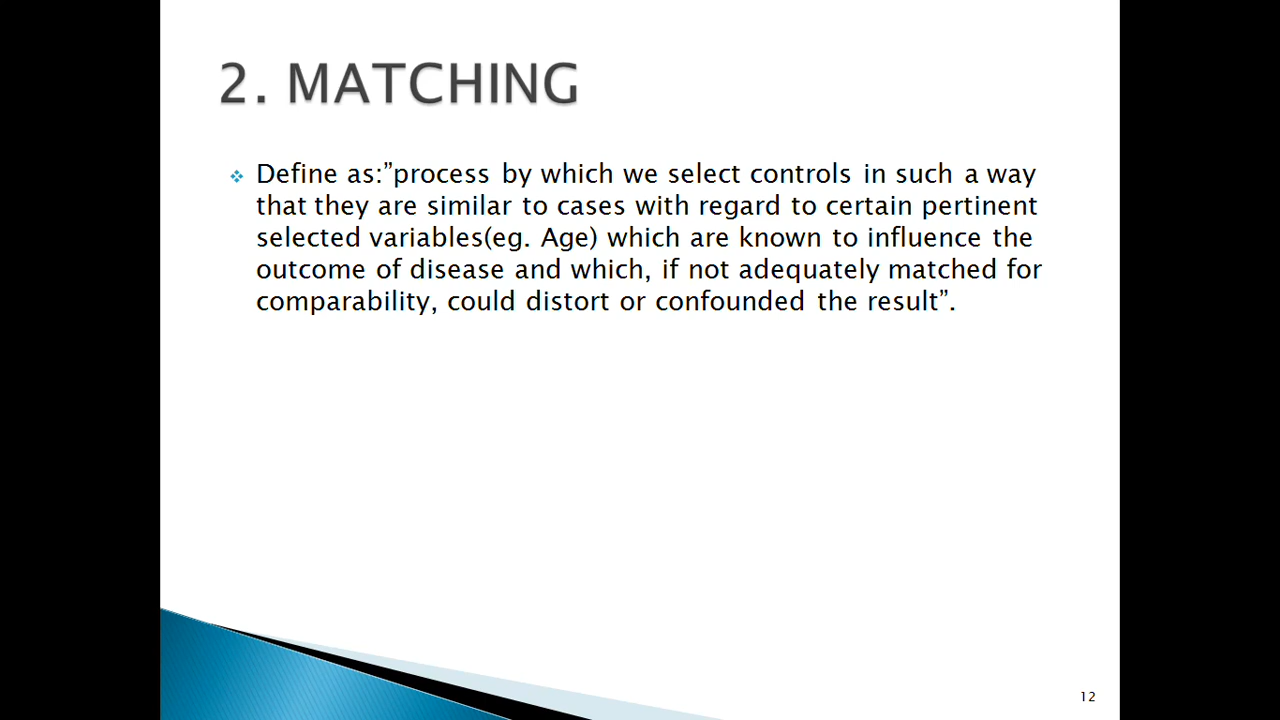 2. MATCHING
Define as:”process by which we select controls in such a way
that they are similar to cases with regard to certain pertinent
selected variables(eg. Age) which are known to influence the
outcome of disease and which, if not adequately matched for
comparability, could distort or confounded the result”.
12